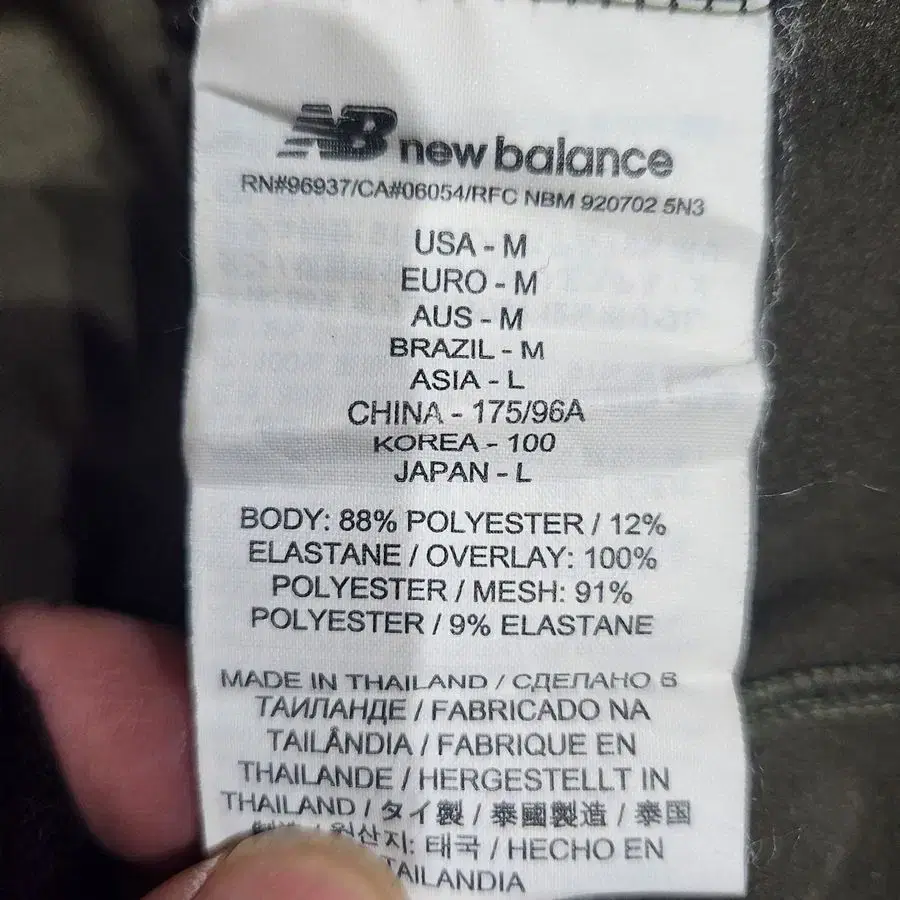 NB new balance
RN#96937/CA#06054/RFC NBM 920702 5N3
USA - M
EURO - M
AUS - M
BRAZIL - M
ASIA - L
CHINA - 175/96A
KOREA - 100
JAPAN - L
BODY: 88% POLYESTER / 12%
ELASTANE / OVERLAY: 100%
POLYESTER / MESH: 91%
POLYESTER / 9% ELASTANE
MADE IN THAILAND / СДЕЛАНО В
ТАИЛАНДЕ / FABRICADO NA
TAILÂNDIA / FABRIQUE EN
THAILANDE / HERGESTELLT IN
THAILAND / タイ製 / 泰國製造 / 泰国
制造 / 원산지: 태국 / HECHO EN
TAILANDIA